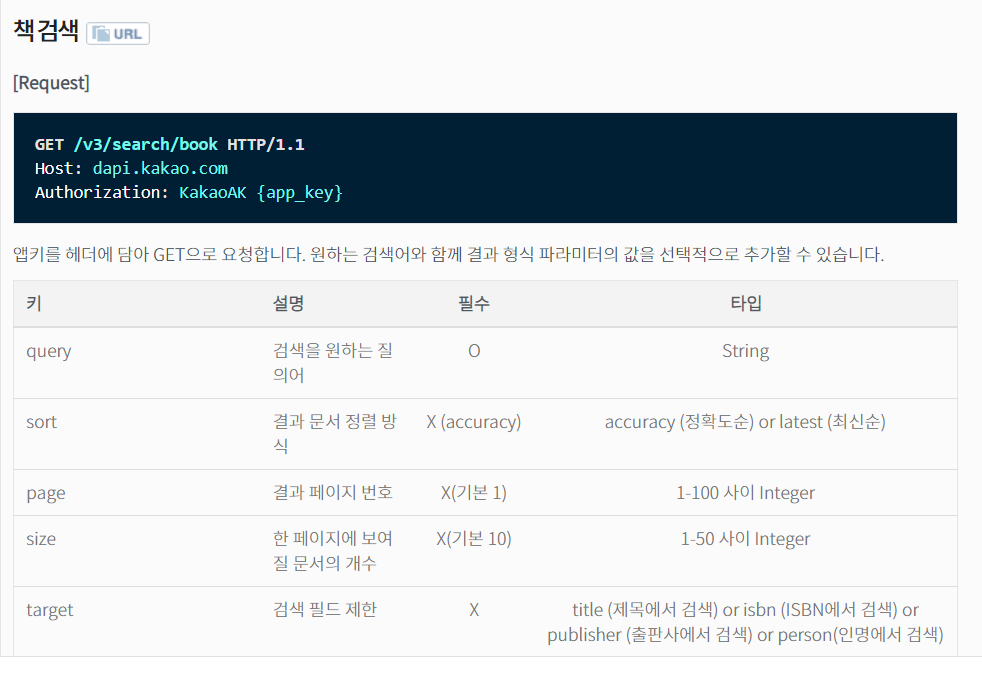 책 검색 URL
[Request]
GET /v3/search/book HTTP/1.1
Host: dapi.kakao.com
Authorization: KakaoAK {app_key}
앱키를 헤더에 담아 GET으로 요청합니다. 원하는 검색어와 함께 결과 형식 파라미터의 값을 선택적으로 추가할 수 있습니다.
키 설명 필수 타입
query 검색을 원하는 질 O String
의어
sort 결과 문서 정렬 방 X (accuracy) accuracy (정확도순) or latest (최신순)
식
page 결과 페이지 번호 X(기본 1) 1-100 사이 Integer
size 한 페이지에 보여 X(기본 10) 1-50 사이 Integer
질 문서의 개수
target 검색 필드 제한 X title (제목에서 검색) or isbn (ISBN에서 검색) or
publisher (출판사에서 검색) or person(인명에서 검색)